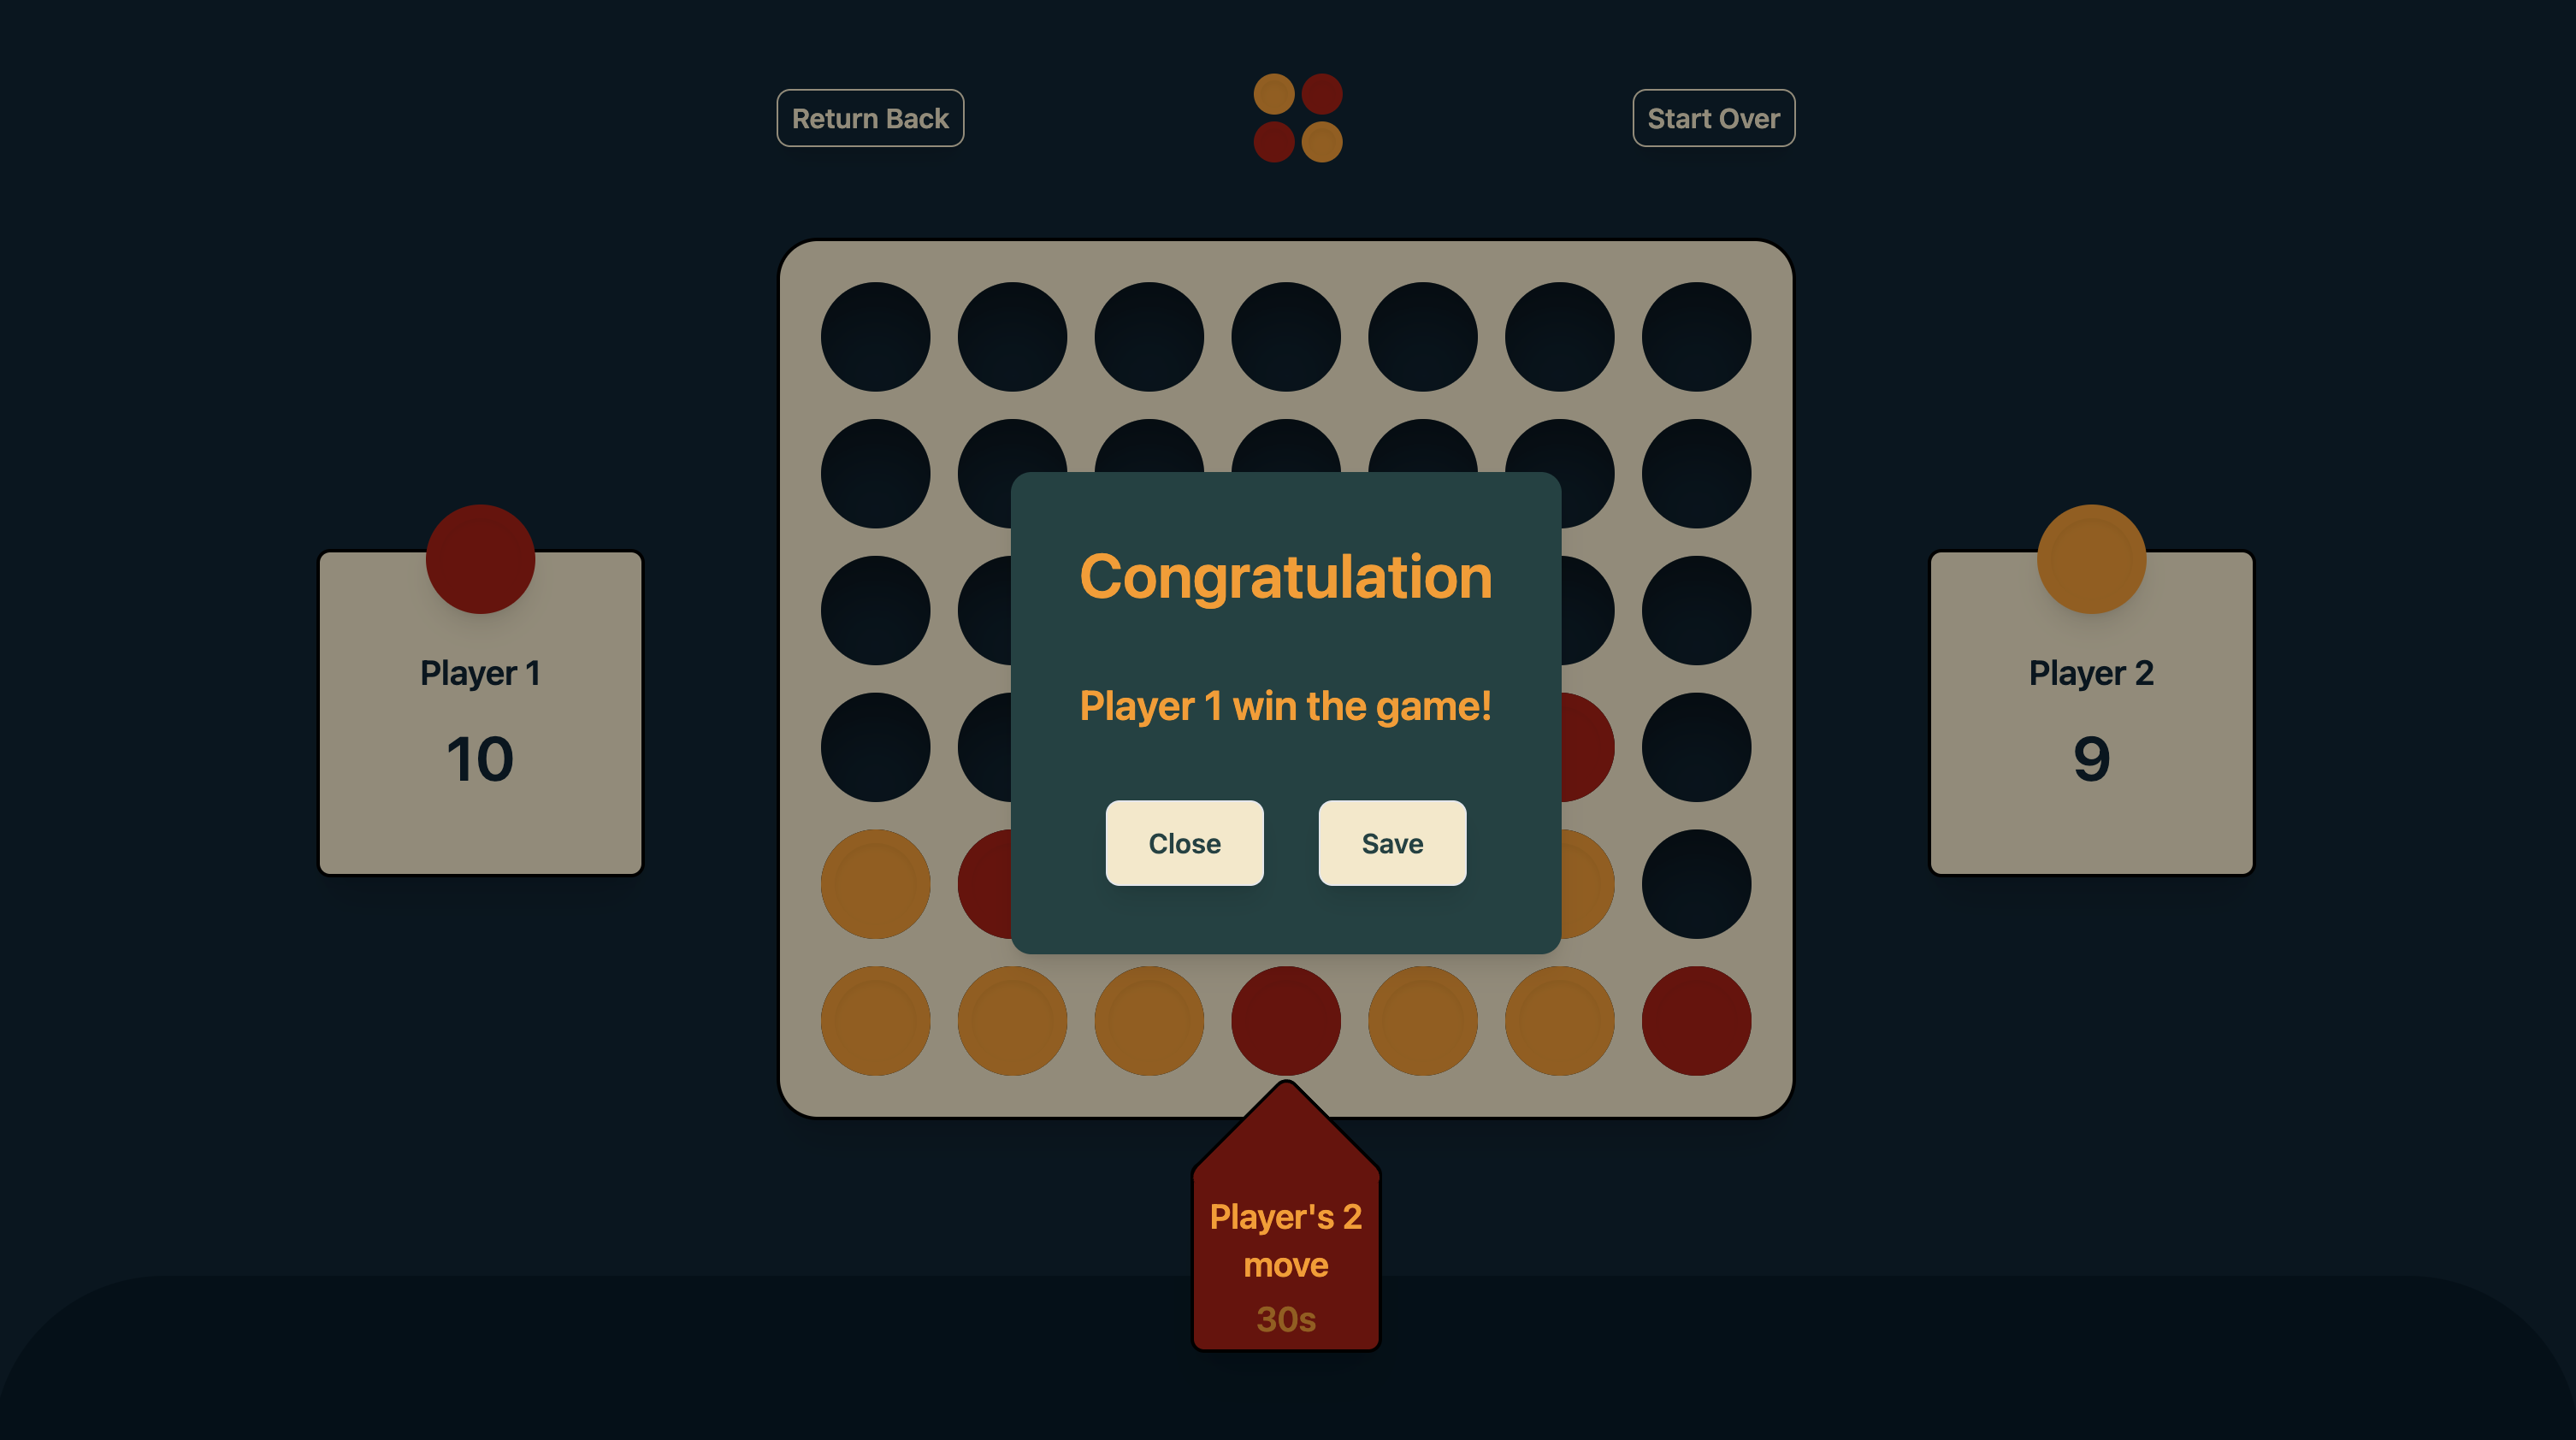 Return Back
Start Over
Congratulation
Player 1 win the game!
Close
Save
Player 1
10
Player 2
9
Player's 2
move
30s